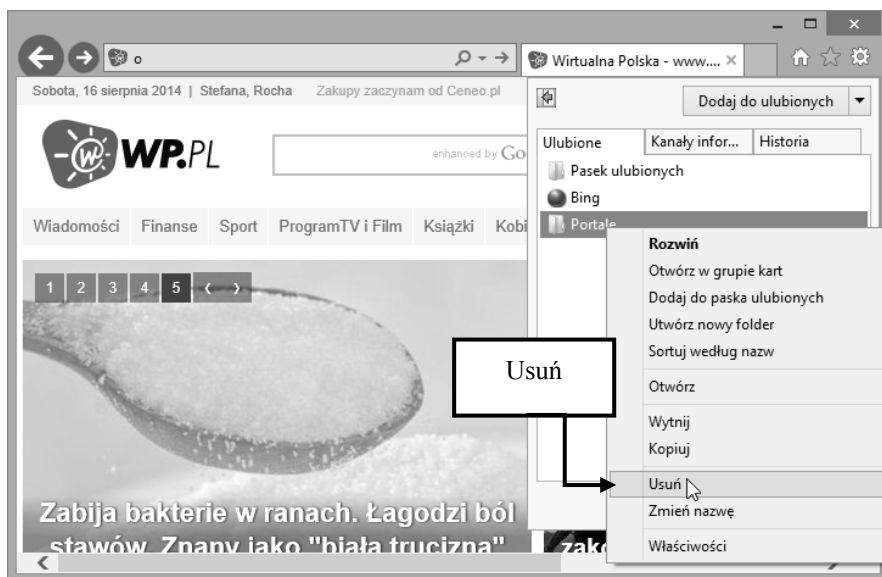 o
Wirtualna Polska - www....
Sobota, 16 sierpnia 2014 | Stefana, Rocha Zakupy zaczynam od Ceneo.pl
Dodaj do ulubionych
WP.PL
enhanced by Go
Ulubione Kanały infor... Historia
Pasek ulubionych
Bing
Portale
Wiadomości Finanse Sport ProgramTV i Film Książki Kobi
Rozwiń
Otwórz w grupie kart
Dodaj do paska ulubionych
Utwórz nowy folder
Sortuj według nazw
Otwórz
Wytnij
Kopiuj
Usuń
Zmień nazwę
Właściwości
1 2 3 4 5
Usuń
Zabija bakterie w ranach. Łagodzi ból
stawów. Znany jako "biała trucizna"
zak